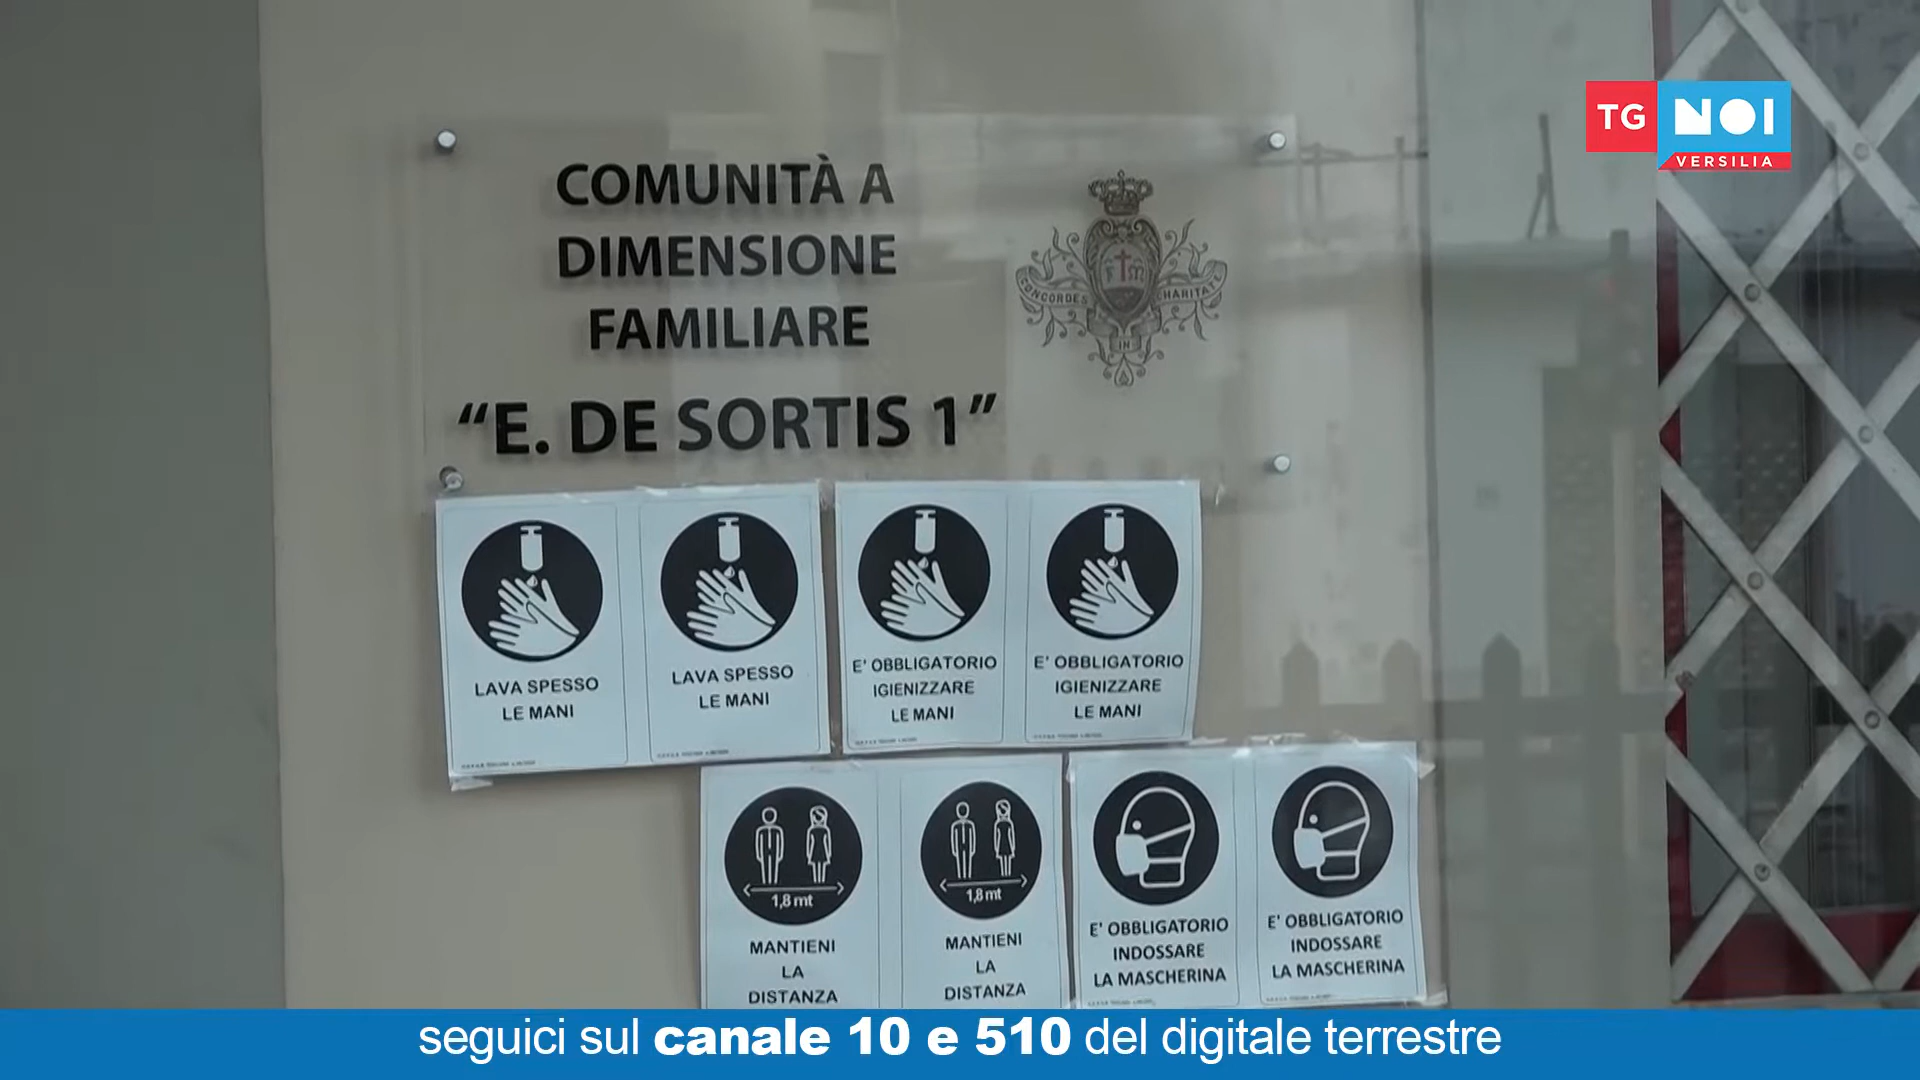 TG NOI
VERSILIA
COMUNITÀ A
DIMENSIONE
FAMILIARE
“E. DE SORTIS 1”
CONCORDES
IN
CHARITATE
LAVA SPESSO
LE MANI
LAVA SPESSO
LE MANI
E' OBBLIGATORIO
IGIENIZZARE
LE MANI
E' OBBLIGATORIO
IGIENIZZARE
LE MANI
1,8 mt
MANTIENI
LA
DISTANZA
1,8 mt
MANTIENI
LA
DISTANZA
E' OBBLIGATORIO
INDOSSARE
LA MASCHERINA
E' OBBLIGATORIO
INDOSSARE
LA MASCHERINA
seguici sul canale 10 e 510 del digitale terrestre